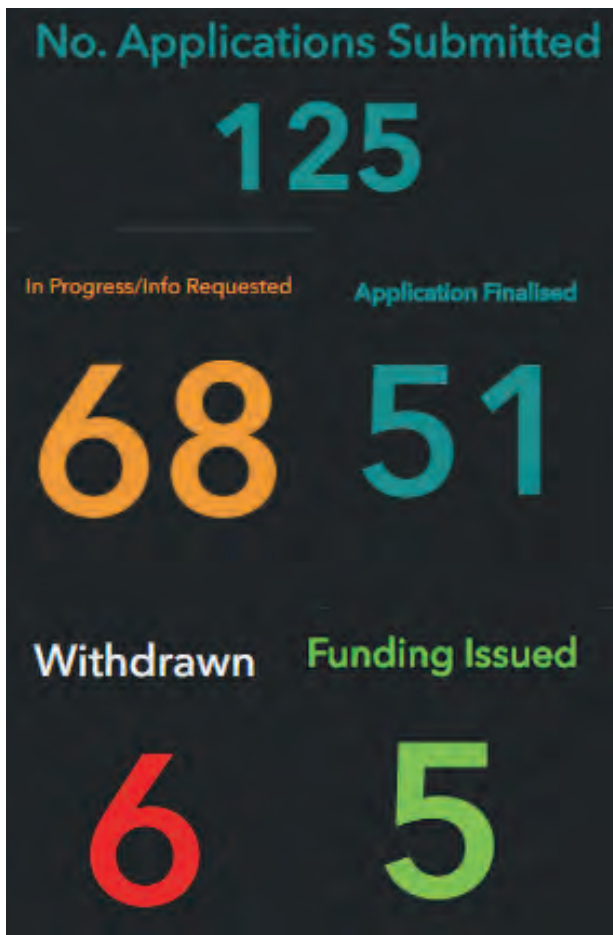 No. Applications Submitted
125
In Progress/Info Requested
Application Finalised
68
51
Withdrawn
Funding Issued
6
5